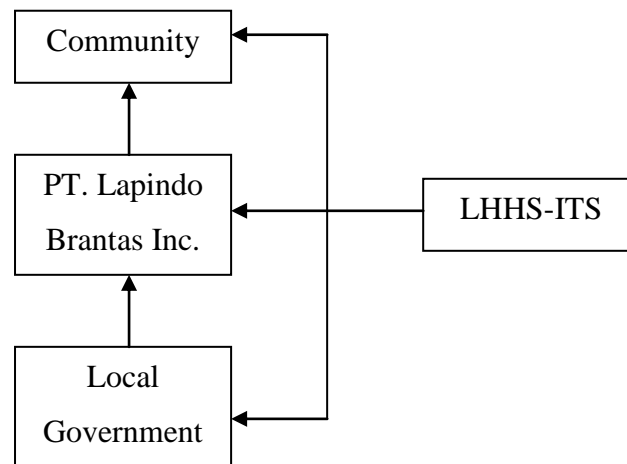 Community
PT. Lapindo
Brantas Inc.
LHHS-ITS
Local
Government